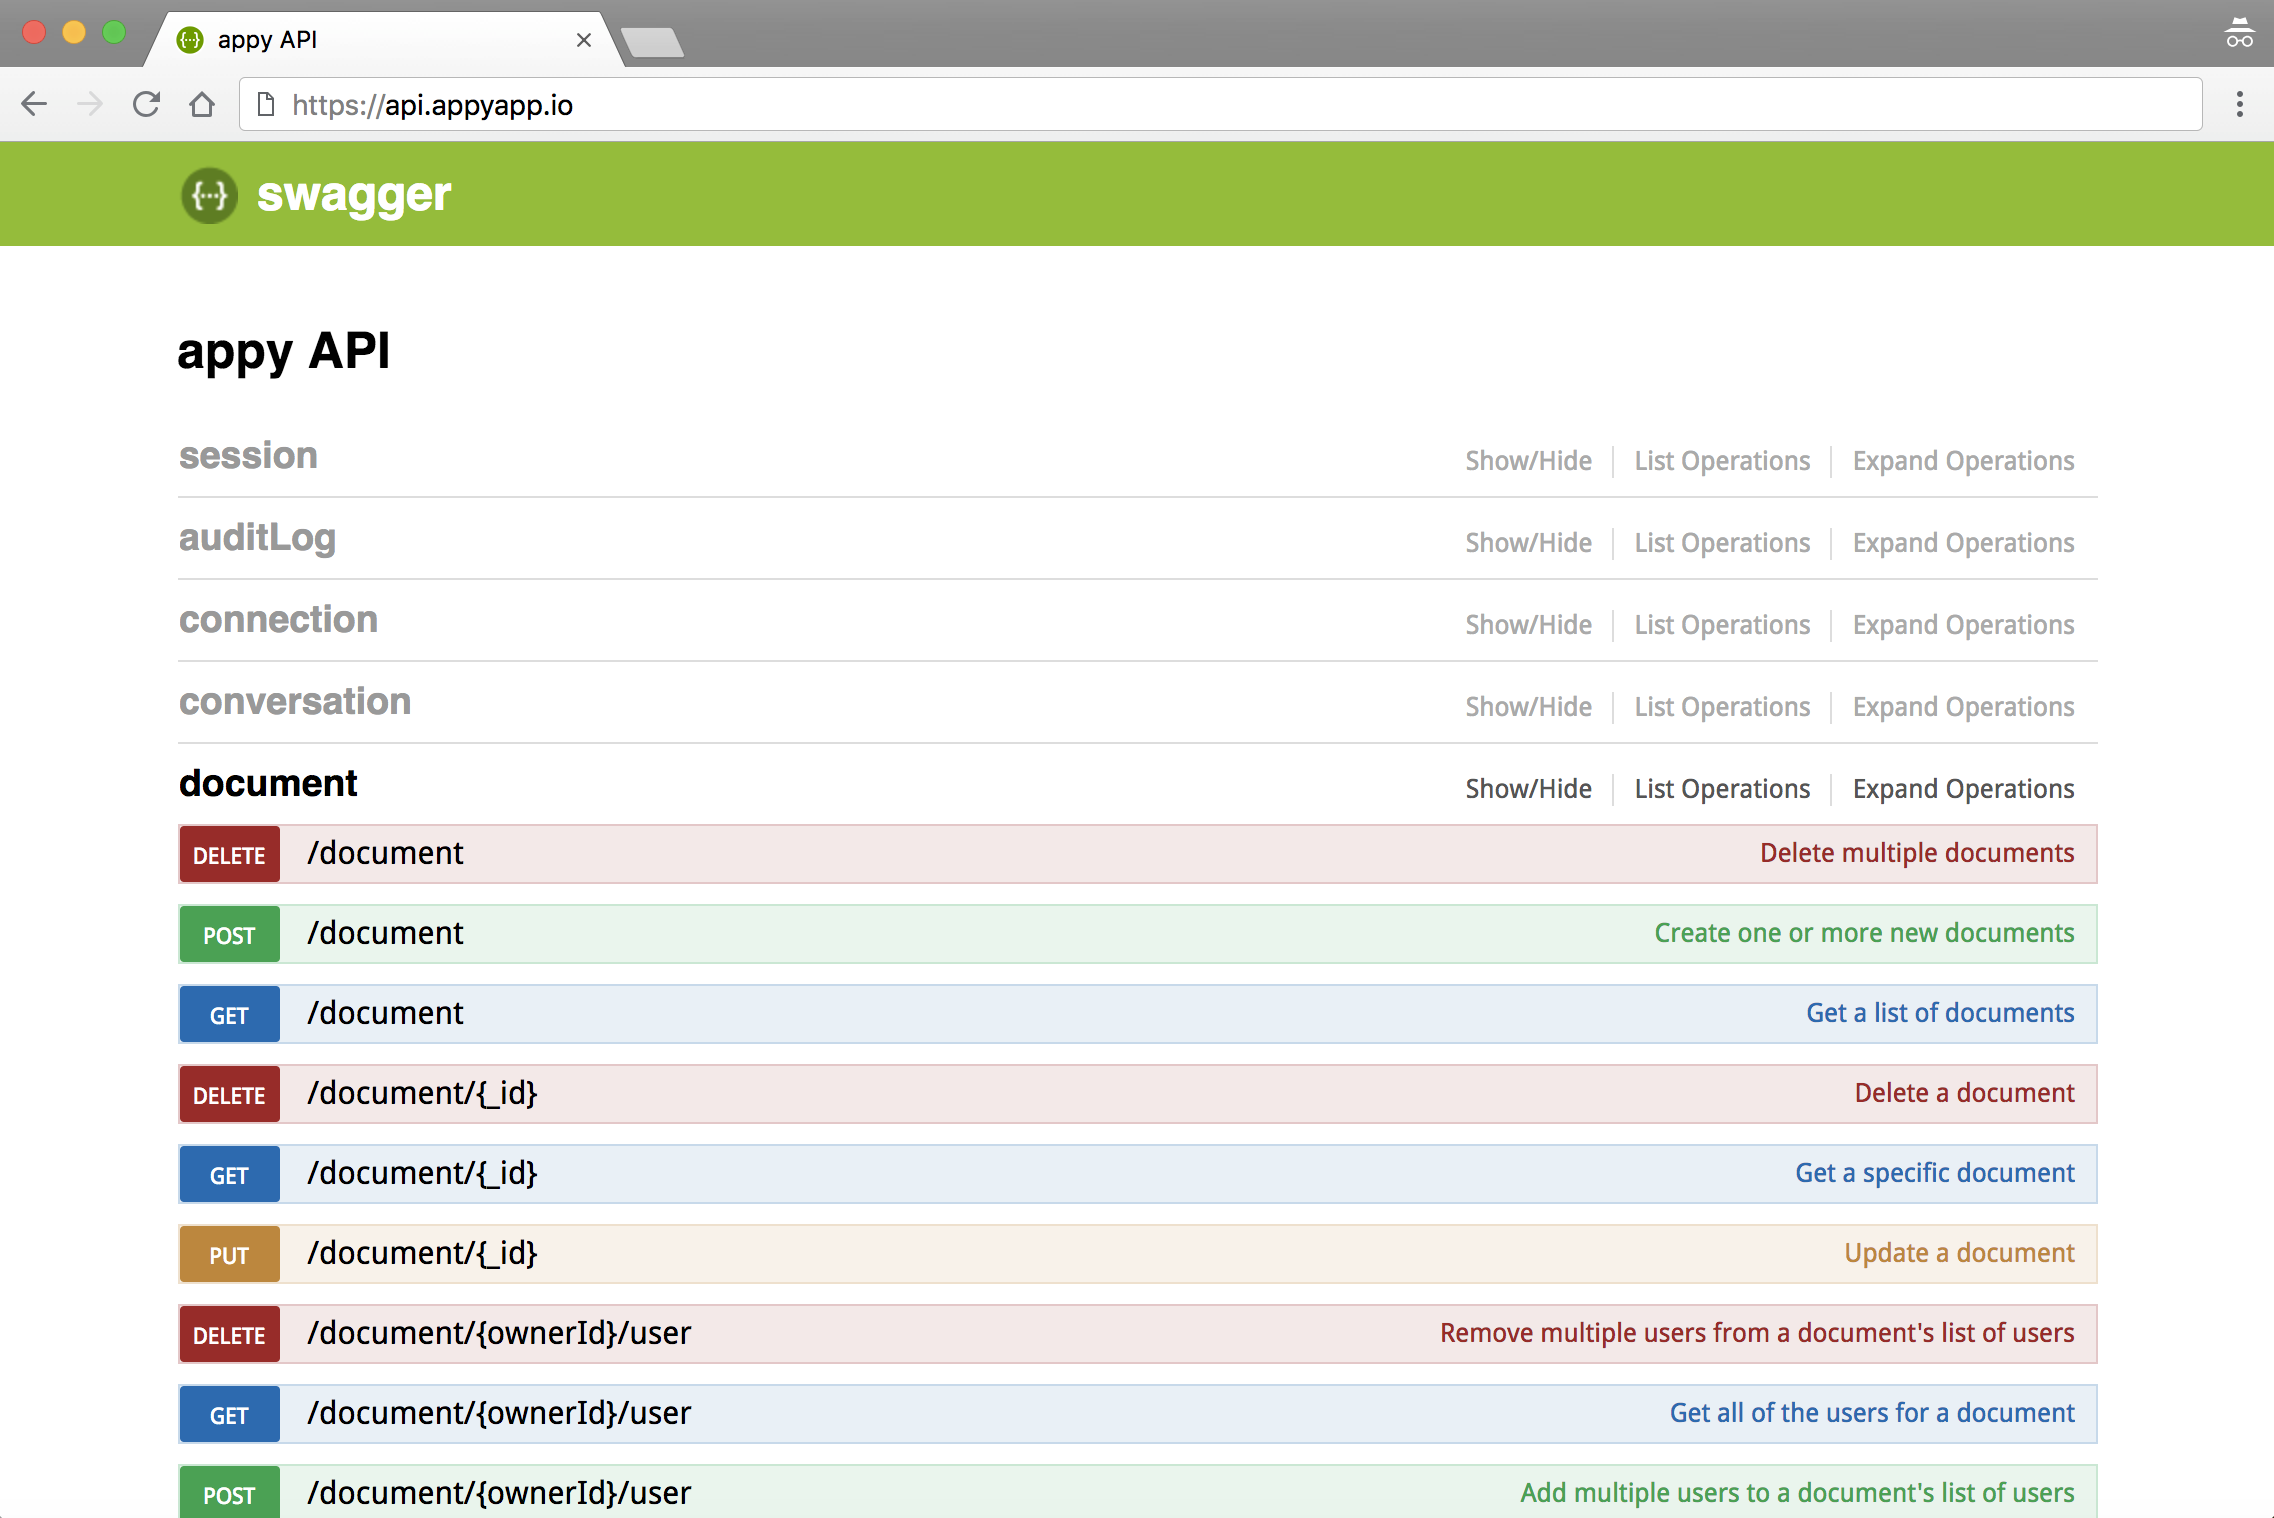 appy API
https://api.appyapp.io
{···} swagger
appy API
session Show/Hide List Operations Expand Operations
auditLog Show/Hide List Operations Expand Operations
connection Show/Hide List Operations Expand Operations
conversation Show/Hide List Operations Expand Operations
document Show/Hide List Operations Expand Operations
DELETE /document Delete multiple documents
POST /document Create one or more new documents
GET /document Get a list of documents
DELETE /document/{_id} Delete a document
GET /document/{_id} Get a specific document
PUT /document/{_id} Update a document
DELETE /document/{ownerId}/user Remove multiple users from a document's list of users
GET /document/{ownerId}/user Get all of the users for a document
POST /document/{ownerId}/user Add multiple users to a document's list of users